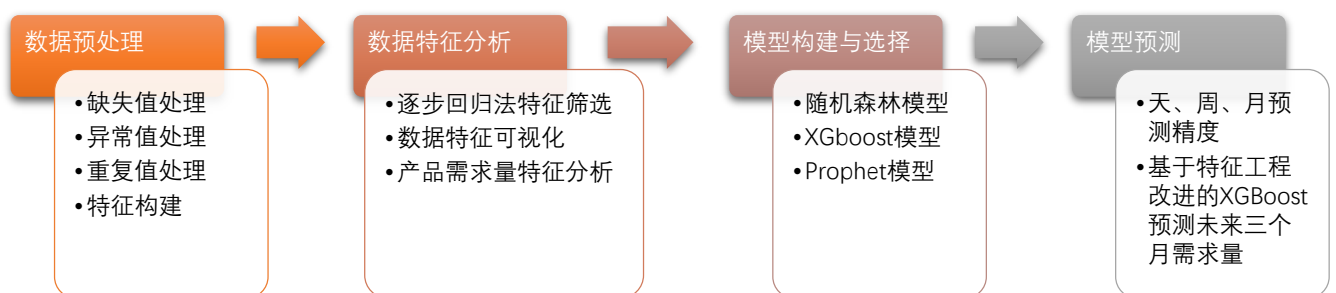 数据预处理
•缺失值处理
•异常值处理
•重复值处理
•特征构建
数据特征分析
•逐步回归法特征筛选
•数据特征可视化
•产品需求量特征分析
模型构建与选择
•随机森林模型
•XGboost模型
•Prophet模型
模型预测
•天、周、月预
测精度
•基于特征工程
改进的XGBoost
预测未来三个
月需求量